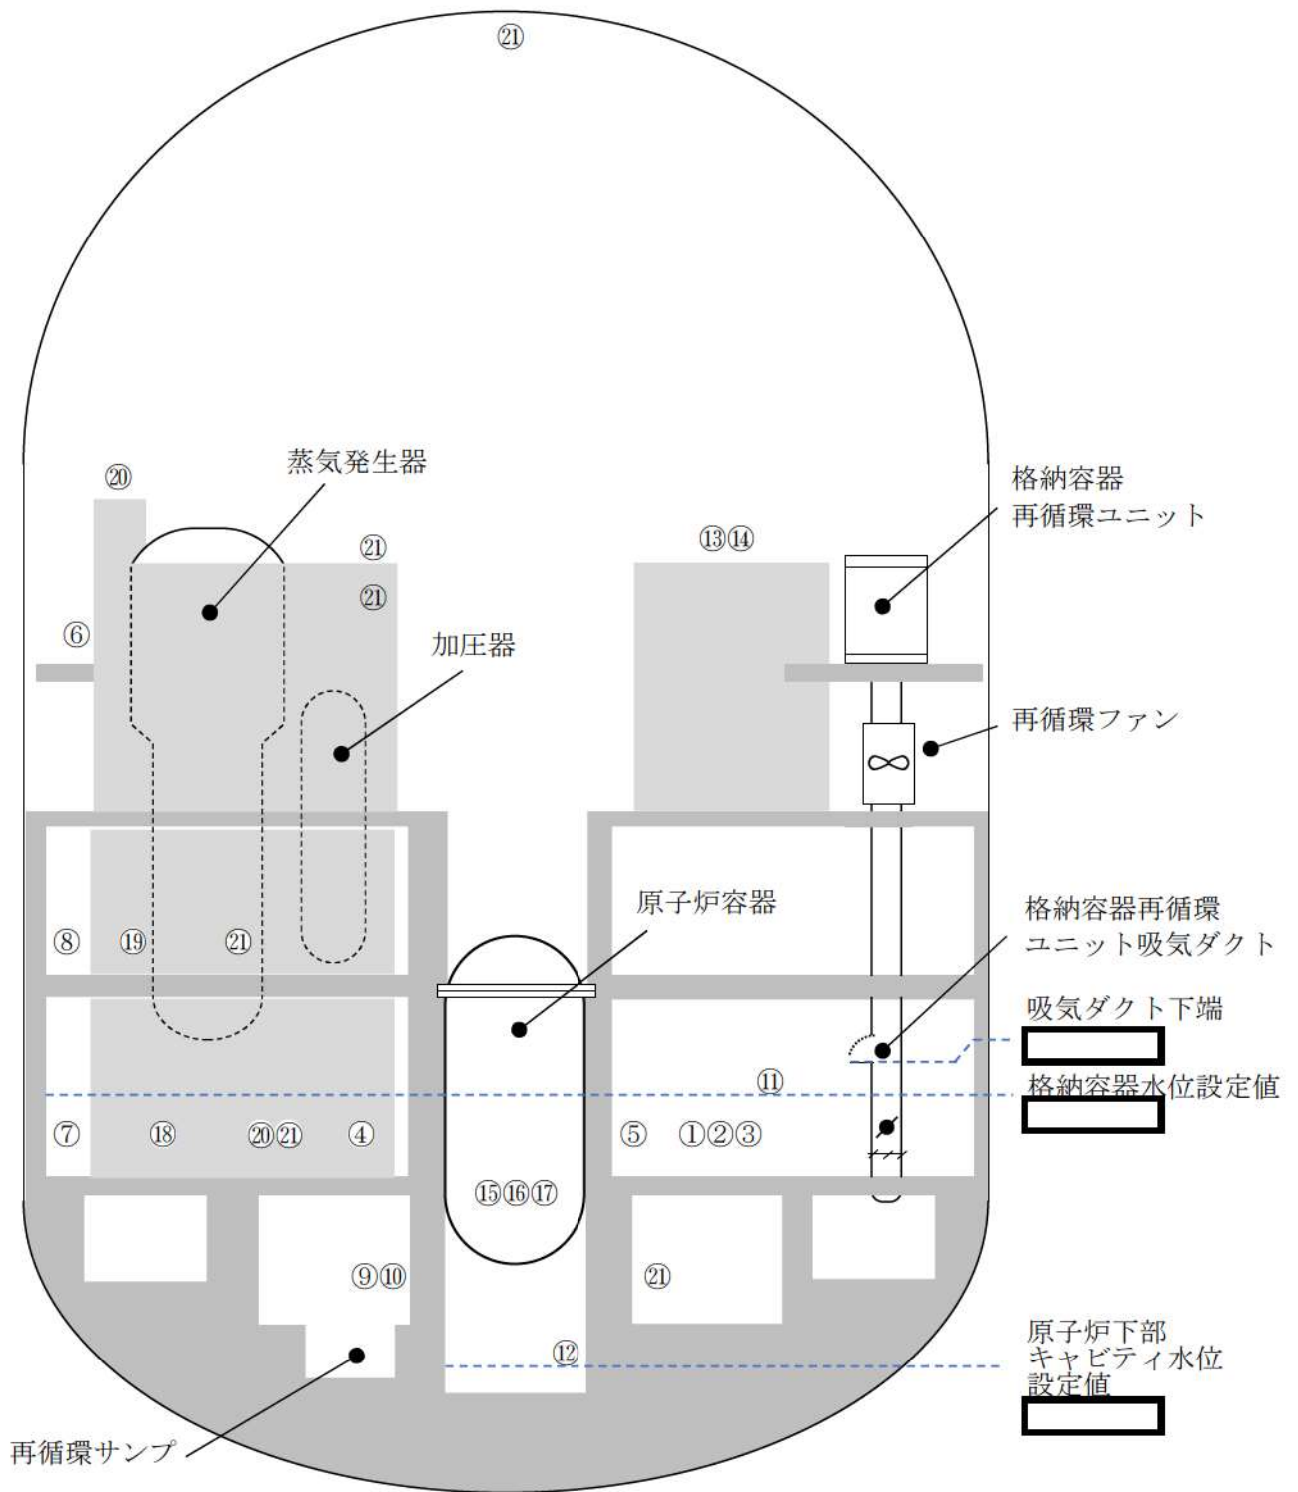 ㉑
蒸気発生器
⑳
格納容器
再循環ユニット
㉑
⑬⑭
㉑
⑥
加圧器
再循環ファン
原子炉容器
格納容器再循環
ユニット吸気ダクト
⑧
⑲
㉑
吸気ダクト下端
格納容器水位設定値
⑪
⑦
⑱
⑳㉑
④
⑤
①②③
⑮⑯⑰
⑨⑩
㉑
原子炉下部
キャビティ水位
設定値
⑫
再循環サンプ